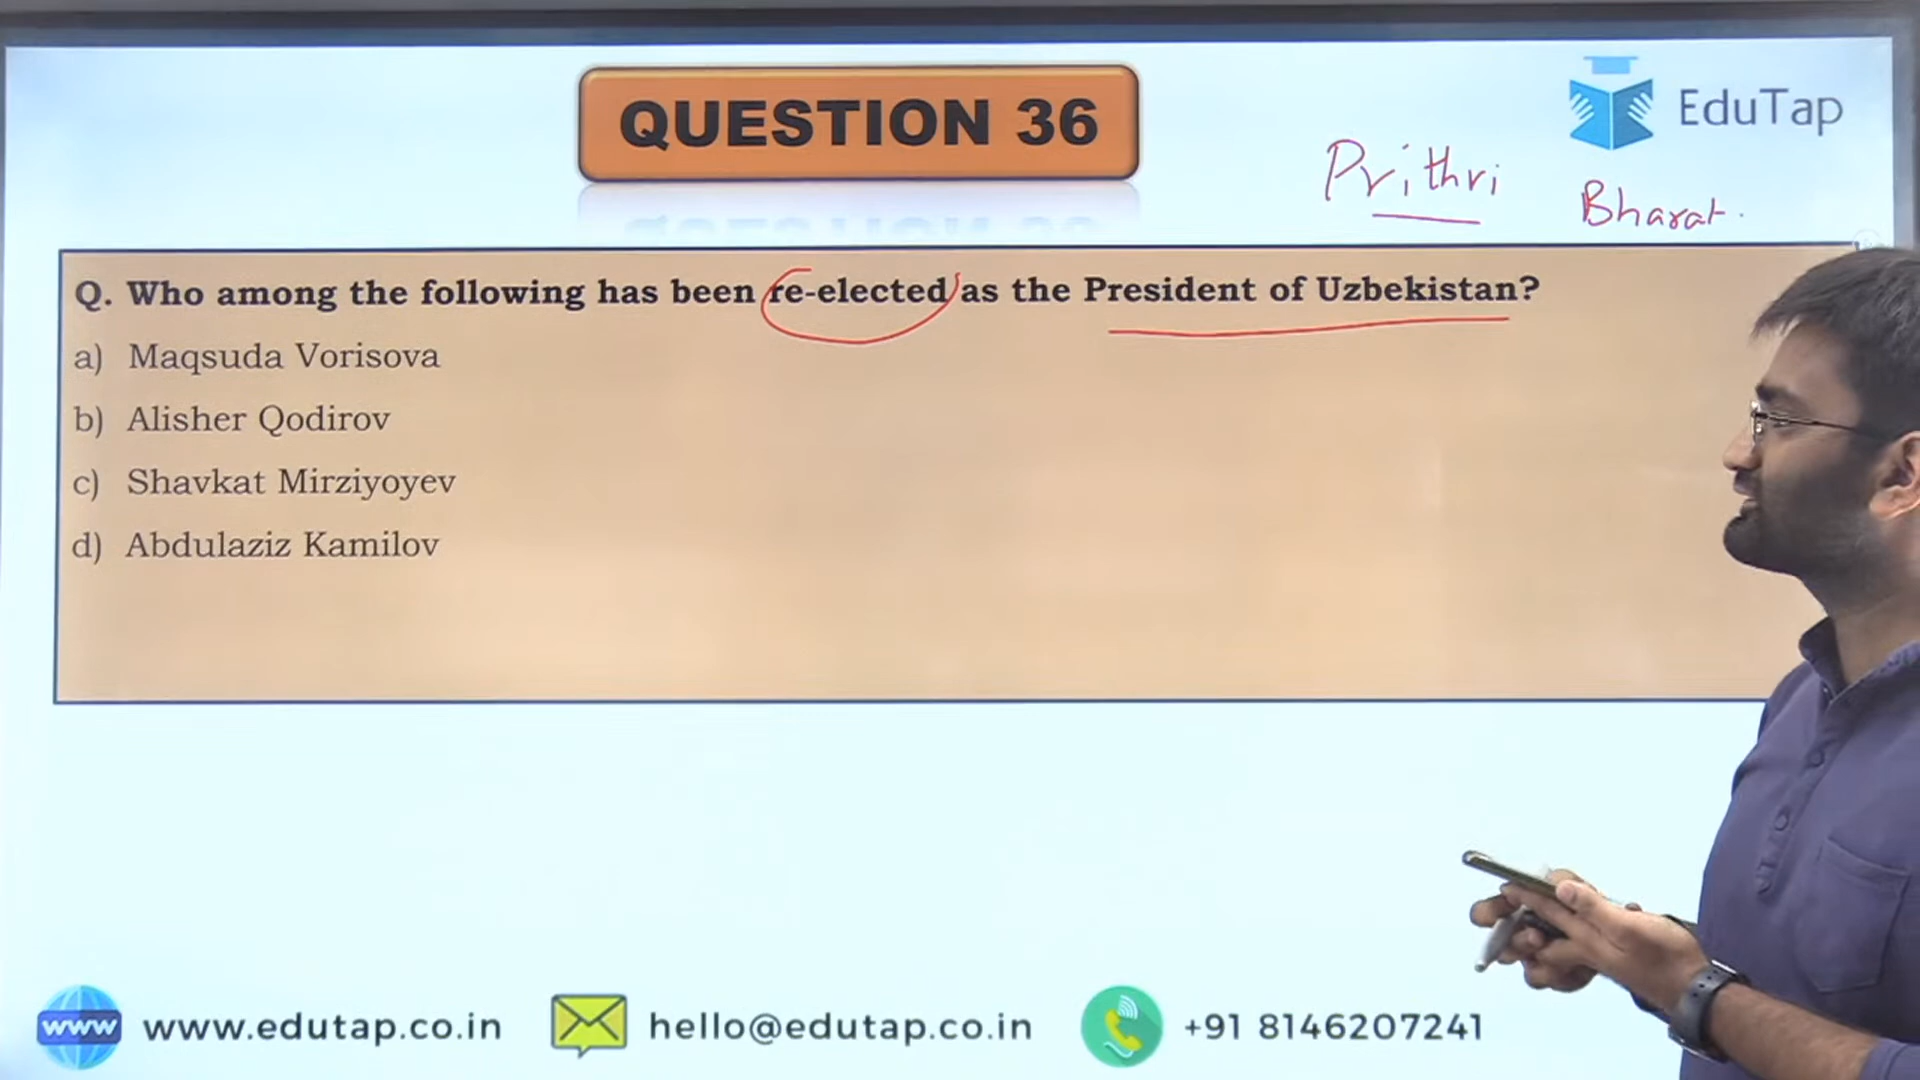 QUESTION 36
EduTap
Prithvi
Bharat.
Q. Who among the following has been re-elected as the President of Uzbekistan?
a) Maqsuda Vorisova
b) Alisher Qodirov
c) Shavkat Mirziyoyev
d) Abdulaziz Kamilov
www
www.edutap.co.in
hello@edutap.co.in
+91 8146207241